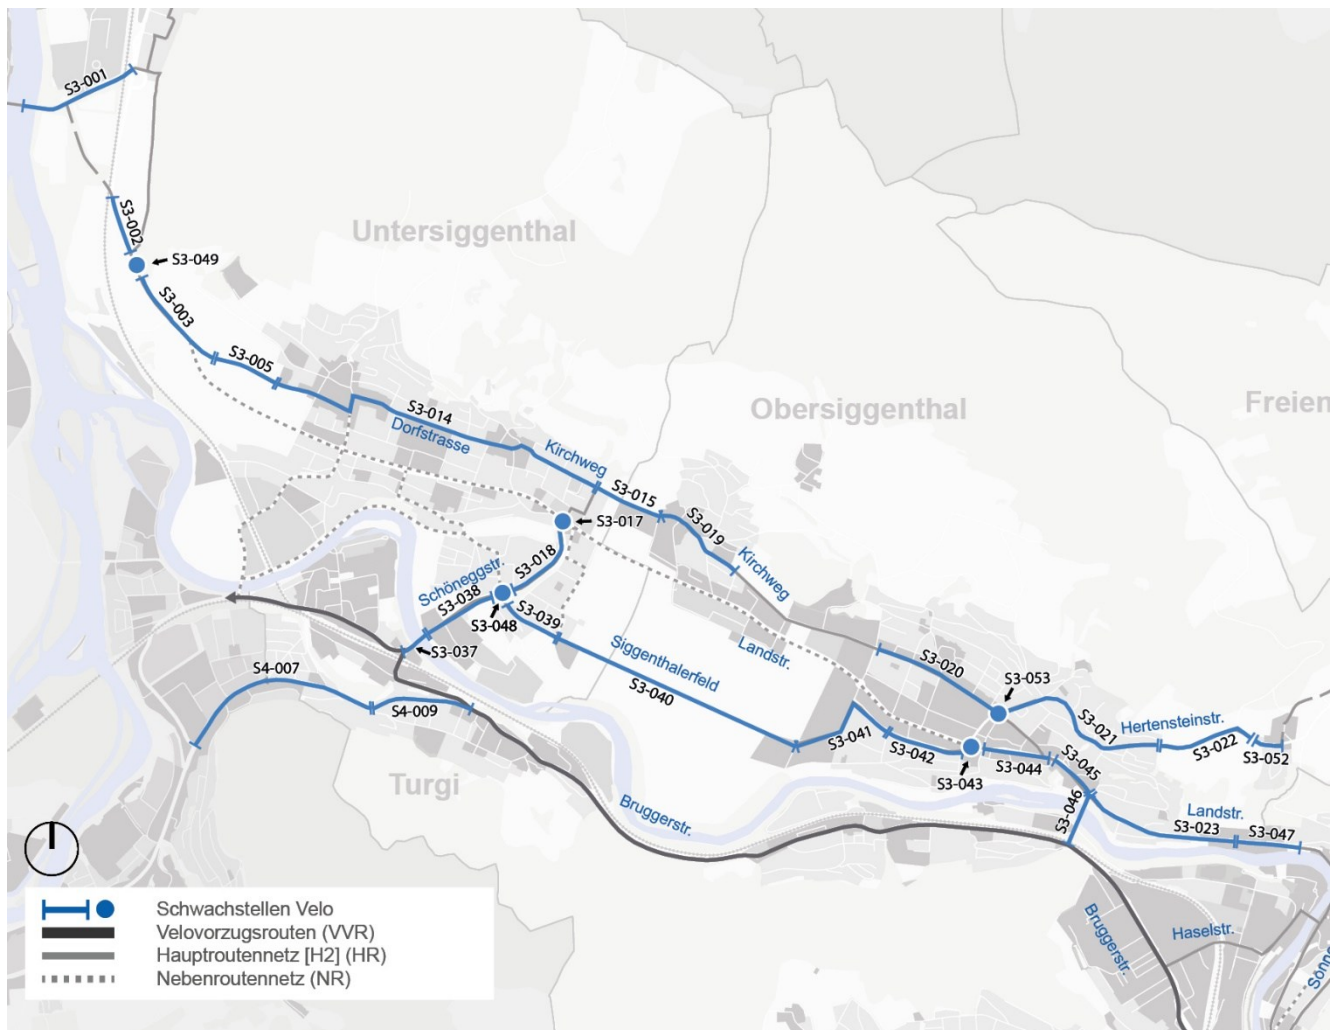 S3-001
S3-002
Untersiggenthal
S3-049
S3-003
S3-005
S3-014
Dorfstrasse
Kirchweg
Obersiggenthal
Freien
S3-015
S3-017
S3-019
S3-018
Kirchweg
Schöneggstr.
S3-038
S3-048
S3-039
S3-037
Siggenthalerfeld
S3-040
Landstr.
S4-007
S4-009
S3-020
S3-053
S3-021
Hertensteinstr.
S3-022
S3-052
S3-041
S3-042
S3-043
S3-044
S3-045
S3-046
Turgi
Bruggerstr.
Landstr.
S3-023
S3-047
Bruggerstr.
Haselstr.
Schwachstellen Velo
Velovorzugsrouten (VVR)
Hauptroutennetz [H2] (HR)
Nebenroutennetz (NR)